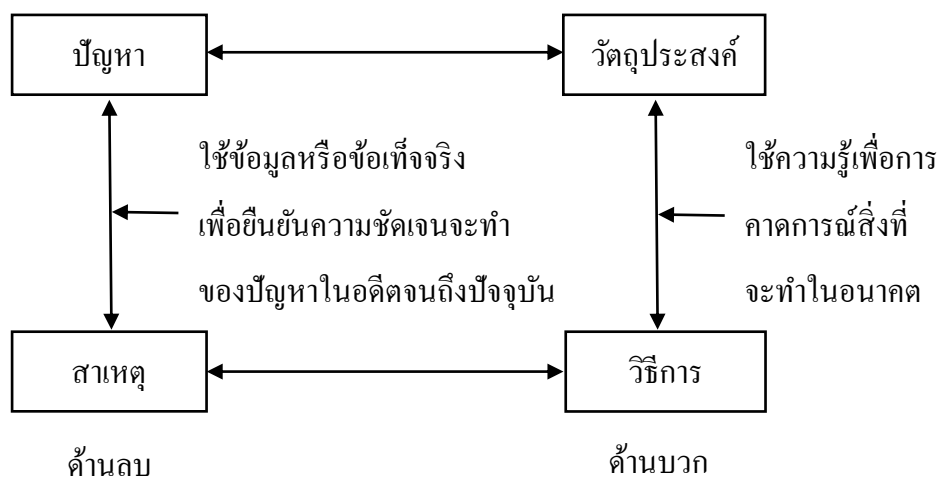 ปัญหา
วัตถุประสงค์
ใช้ข้อมูลหรือข้อเท็จจริง
เพื่อยืนยันความชัดเจนจะทำ
ของปัญหาในอดีตจนถึงปัจจุบัน
ใช้ความรู้เพื่อการ
คาดการณ์สิ่งที่
จะทำในอนาคต
สาเหตุ
วิธีการ
ด้านลบ
ด้านบวก